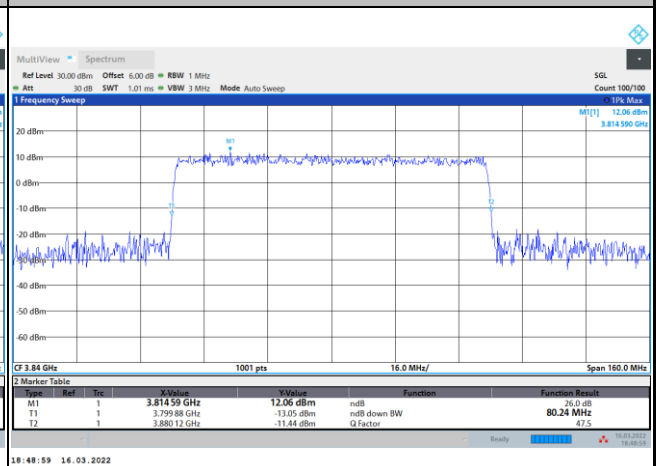 MultiView Spectrum
Ref Level 30.00 dBm Offset 6.00 dB RBW 1 MHz SGL
Att 30 dB SWT 1.01 ms VBW 3 MHz Mode Auto Sweep Count 100/100
1 Frequency Sweep 1Pk Max
M1[1] 12.06 dBm
3.814 590 GHz
20 dBm
M1
10 dBm
0 dBm
T1
T2
-10 dBm
-20 dBm
-30 dBm
-40 dBm
-50 dBm
-60 dBm
CF 3.84 GHz 1001 pts 16.0 MHz/ Span 160.0 MHz
2 Marker Table
Type Ref Trc X-Value Y-Value Function Function Result
M1 1 3.814 59 GHz 12.06 dBm ndB 26.0 dB
T1 1 3.799 88 GHz -13.05 dBm ndB down BW 80.24 MHz
T2 1 3.880 12 GHz -11.44 dBm Q Factor 47.5
Ready 16.03.2022
18:48:59
18:48:59 16.03.2022